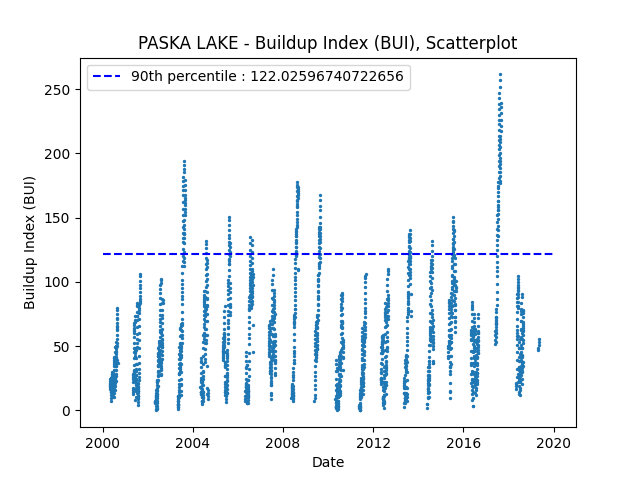 PASKA LAKE - Buildup Index (BUI), Scatterplot
90th percentile : 122.02596740722656
250
200
150
100
50
0
Buildup Index (BUI)
2000 2004 2008 2012 2016 2020
Date